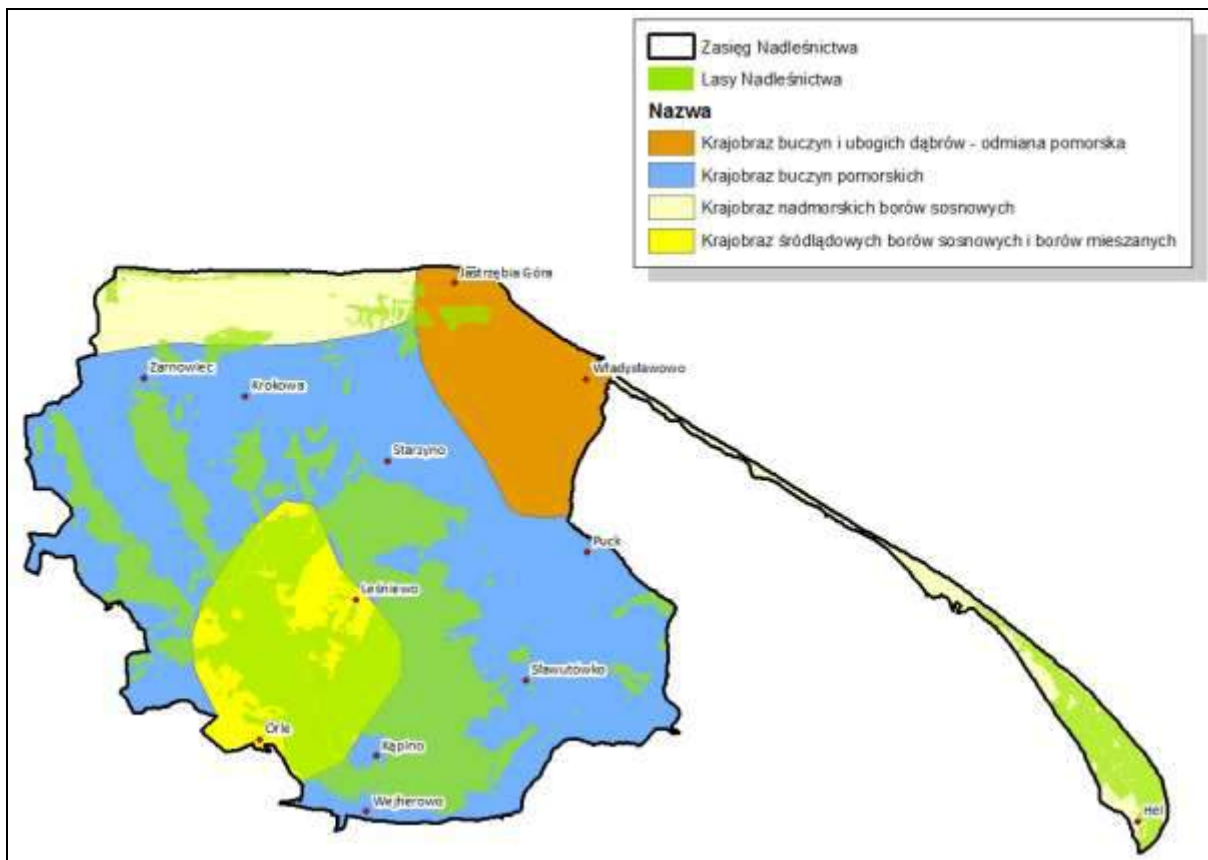 Zasięg Nadleśnictwa
Lasy Nadleśnictwa
Nazwa
Krajobraz buczyn i ubogich dąbrów - odmiana pomorska
Krajobraz buczyn pomorskich
Krajobraz nadmorskich borów sosnowych
Krajobraz śródlądowych borów sosnowych i borów mieszanych
Jastrzębia Góra
Władysławowo
Żarnowiec
Krokowa
Starzyno
Puck
Leśniewo
Sławutówko
Orle
Kąpino
Wejherowo
Hel